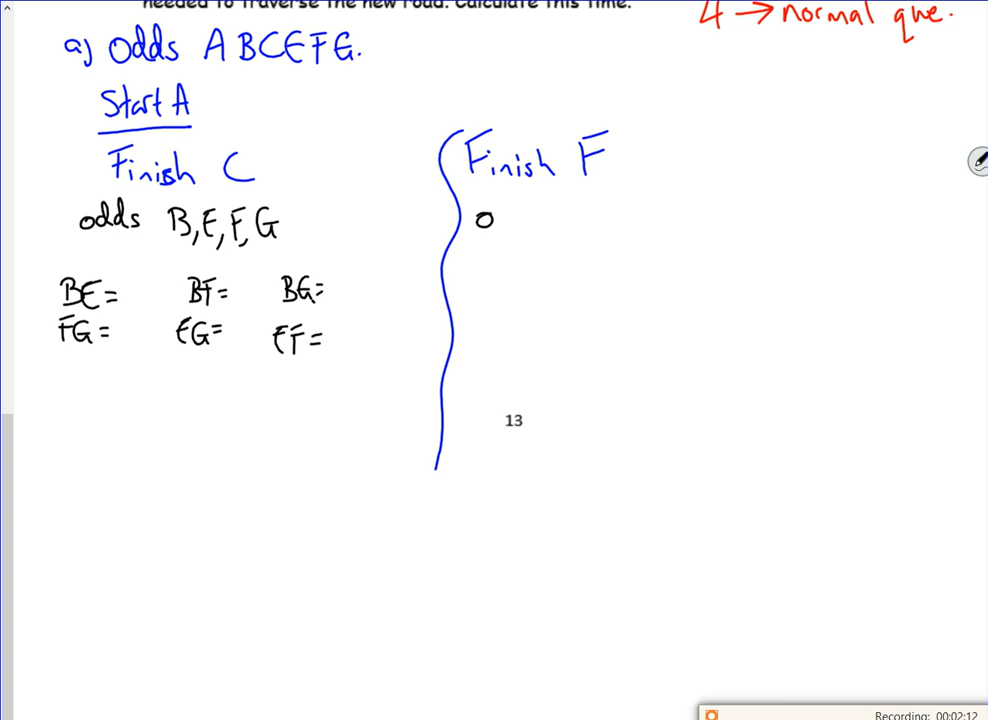 needed to traverse the new road. Calculate this time.
4 → normal que.
a) Odds A B C E F G.
Start A
Finish C
odds B, E, F, G
BE= BF= BG=
FG= EG= EF=
Finish F
o
13
Recording: 00:02:12